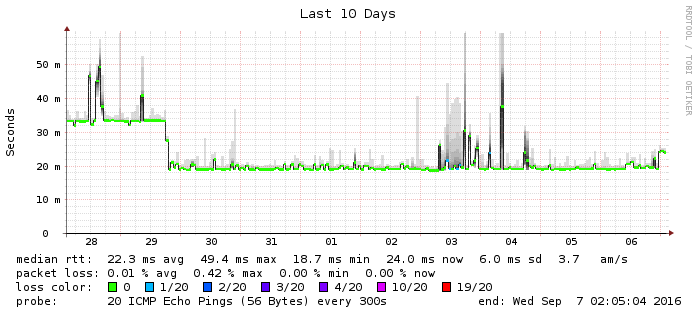 Last 10 Days
RRDTOOL / TOBI OETIKER
Seconds
50 m
40 m
30 m
20 m
10 m
0
28 29 30 31 01 02 03 04 05 06
median rtt: 22.3 ms avg 49.4 ms max 18.7 ms min 24.0 ms now 6.0 ms sd 3.7 am/s
packet loss: 0.01 % avg 0.42 % max 0.00 % min 0.00 % now
loss color: 0 1/20 2/20 3/20 4/20 10/20 19/20
probe: 20 ICMP Echo Pings (56 Bytes) every 300s end: Wed Sep 7 02:05:04 2016